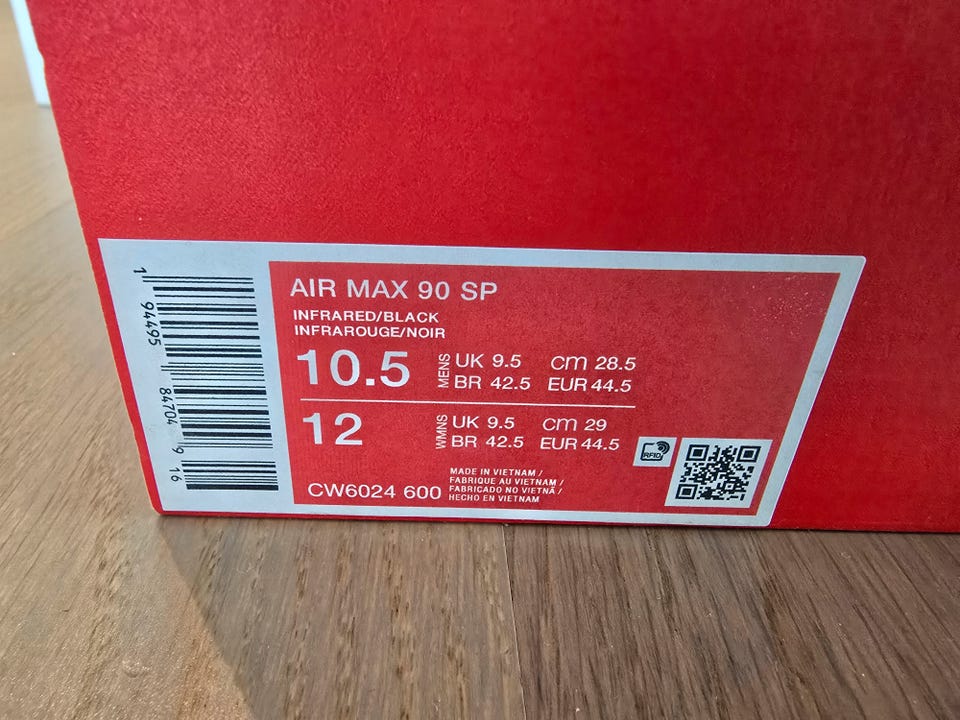 1 94495 84704 9 16
AIR MAX 90 SP
INFRARED/BLACK
INFRAROUGE/NOIR
10.5 MENS UK 9.5 cm 28.5
BR 42.5 EUR 44.5
12 WMNS UK 9.5 cm 29
BR 42.5 EUR 44.5
RFID
CW6024 600
MADE IN VIETNAM /
FABRIQUE AU VIETNAM /
FABRICADO NO VIETNÃ /
HECHO EN VIETNAM